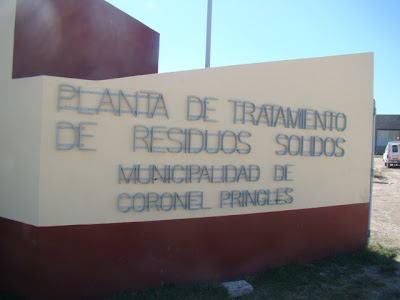 PLANTA DE TRATAMIENTO
DE RESIDUOS SOLIDOS
MUNICIPALIDAD DE
CORONEL PRINGLES